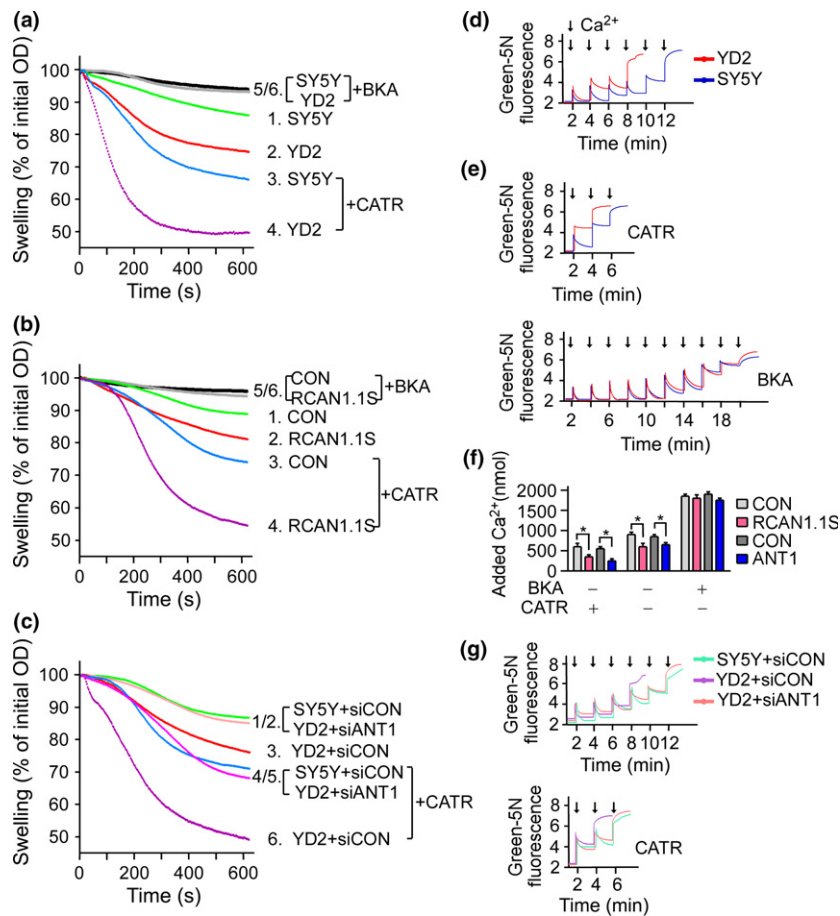 (a)
Swelling (% of initial OD)
100
90
80
70
60
50
0 200 400 600
Time (s)
5/6. SY5Y
YD2
+BKA
1. SY5Y
2. YD2
3. SY5Y
4. YD2
+CATR
(b)
Swelling (% of initial OD)
100
90
80
70
60
50
0 200 400 600
Time (s)
5/6. CON
RCAN1.1S
+BKA
1. CON
2. RCAN1.1S
3. CON
4. RCAN1.1S
+CATR
(c)
Swelling (% of initial OD)
100
90
80
70
60
50
0 200 400 600
Time (s)
1/2. SY5Y+siCON
YD2+siANT1
3. YD2+siCON
4/5. SY5Y+siCON
YD2+siANT1
6. YD2+siCON
+CATR
(d)
↓ Ca²⁺
Green-5N
fluorescence
8
6
4
2
2 4 6 8 10 12
Time (min)
YD2
SY5Y
(e)
Green-5N
fluorescence
8
6
4
2
2 4 6
Time (min)
CATR
Green-5N
fluorescence
8
6
4
2
2 6 10 14 18
Time (min)
BKA
(f)
Added Ca²⁺(nmol)
2000
1500
1000
500
0
* * * *
BKA − − +
CATR + − −
CON
RCAN1.1S
CON
ANT1
(g)
Green-5N
fluorescence
8
6
4
2
2 4 6 8 10 12
Time (min)
SY5Y+siCON
YD2+siCON
YD2+siANT1
Green-5N
fluorescence
8
6
4
2
2 4 6
Time (min)
CATR